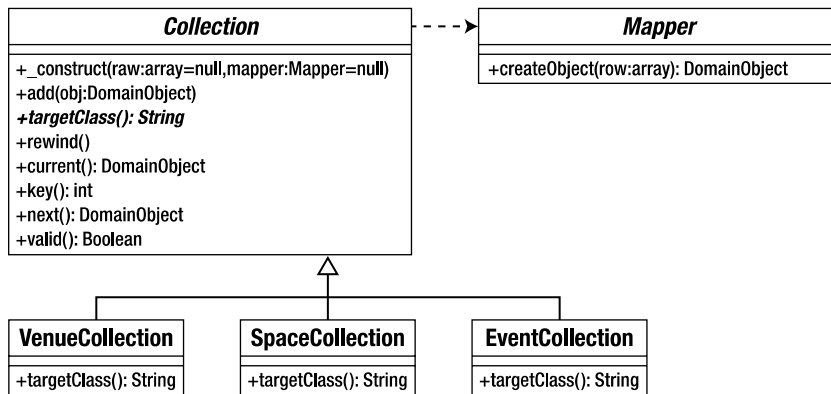 Collection
+_construct(raw:array=null,mapper:Mapper=null)
+add(obj:DomainObject)
+targetClass(): String
+rewind()
+current(): DomainObject
+key(): int
+next(): DomainObject
+valid(): Boolean
Mapper
+createObject(row:array): DomainObject
VenueCollection
+targetClass(): String
SpaceCollection
+targetClass(): String
EventCollection
+targetClass(): String